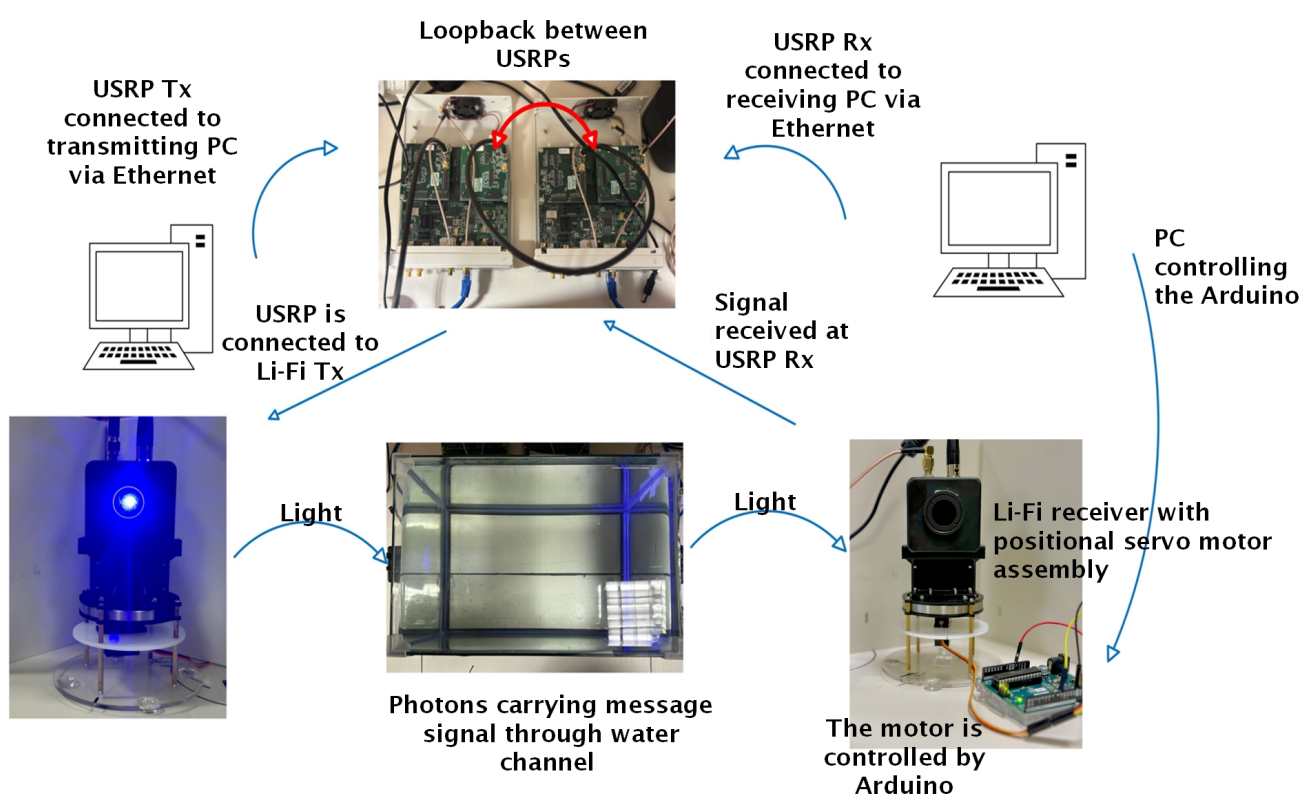 Loopback between
USRPs
USRP Rx
connected to
receiving PC via
Ethernet
USRP Tx
connected to
transmitting PC
via Ethernet
PC
controlling
the Arduino
USRP is
connected to
Li-Fi Tx
Signal
received at
USRP Rx
Light
Light
Li-Fi receiver with
positional servo motor
assembly
Photons carrying message
signal through water
channel
The motor is
controlled by
Arduino